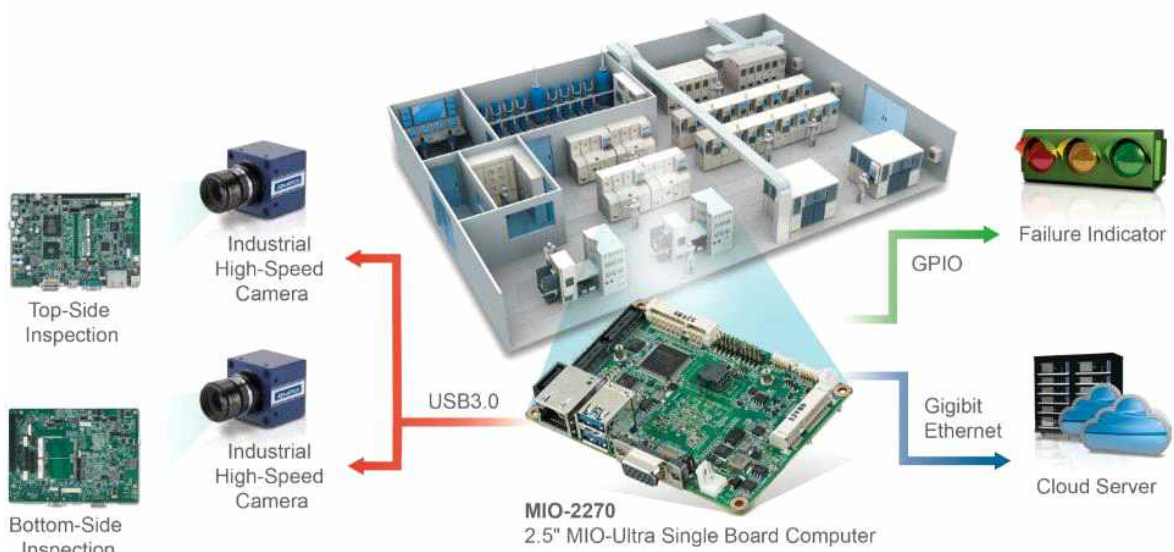 Industrial
High-Speed
Camera
Top-Side
Inspection
Industrial
High-Speed
Camera
Bottom-Side
Inspection
USB3.0
MIO-2270
2.5" MIO-Ultra Single Board Computer
GPIO
Failure Indicator
Gigibit
Ethernet
Cloud Server